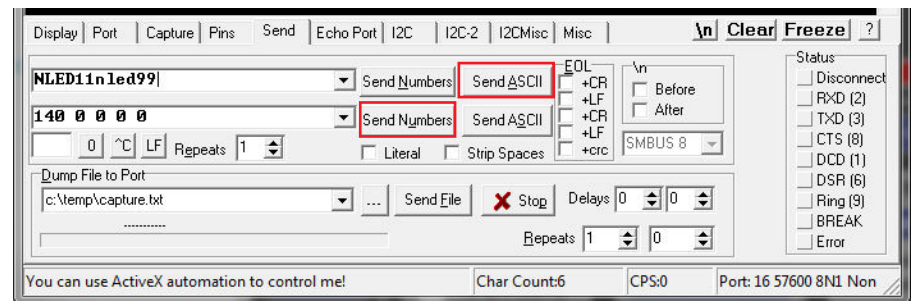 Display Port Capture Pins Send Echo Port I2C I2C-2 I2CMisc Misc \n Clear Freeze ?
NLED11nled99 Send Numbers Send ASCII
140 0 0 0 0 Send Numbers Send ASCII
EOL
+CR
+LF
+CR
+LF
+crc
\n
Before
After
SMBUS 8
0 ^C LF Repeats 1 Literal Strip Spaces
Dump File to Port
c:\temp\capture.txt ... Send File Stop Delays 0 0
----------- Repeats 1 0
Status
Disconnect
RXD (2)
TXD (3)
CTS (8)
DCD (1)
DSR (6)
Ring (9)
BREAK
Error
You can use ActiveX automation to control me! Char Count:6 CPS:0 Port: 16 57600 8N1 Non